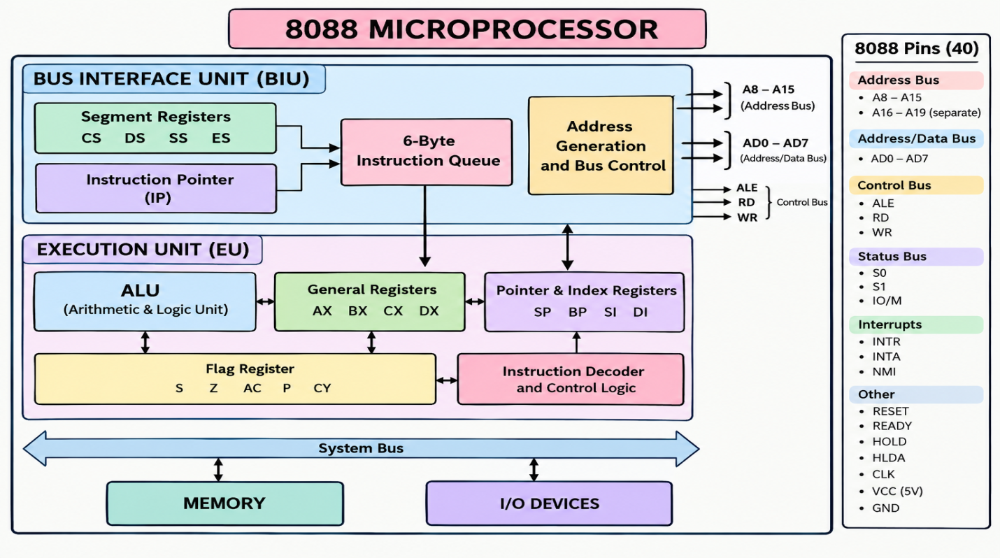 8088 MICROPROCESSOR
BUS INTERFACE UNIT (BIU)
Segment Registers
CS DS SS ES
Instruction Pointer
(IP)
6-Byte
Instruction Queue
Address
Generation
and Bus Control
A8 – A15
(Address Bus)
AD0 – AD7
(Address/Data Bus)
ALE
RD
WR
Control Bus
EXECUTION UNIT (EU)
ALU
(Arithmetic & Logic Unit)
General Registers
AX BX CX DX
Pointer & Index Registers
SP BP SI DI
Flag Register
S Z AC P CY
Instruction Decoder
and Control Logic
System Bus
MEMORY
I/O DEVICES
8088 Pins (40)
Address Bus
• A8 – A15
• A16 – A19 (separate)
Address/Data Bus
• AD0 – AD7
Control Bus
• ALE
• RD
• WR
Status Bus
• S0
• S1
• IO/M
Interrupts
• INTR
• INTA
• NMI
Other
• RESET
• READY
• HOLD
• HLDA
• CLK
• VCC (5V)
• GND